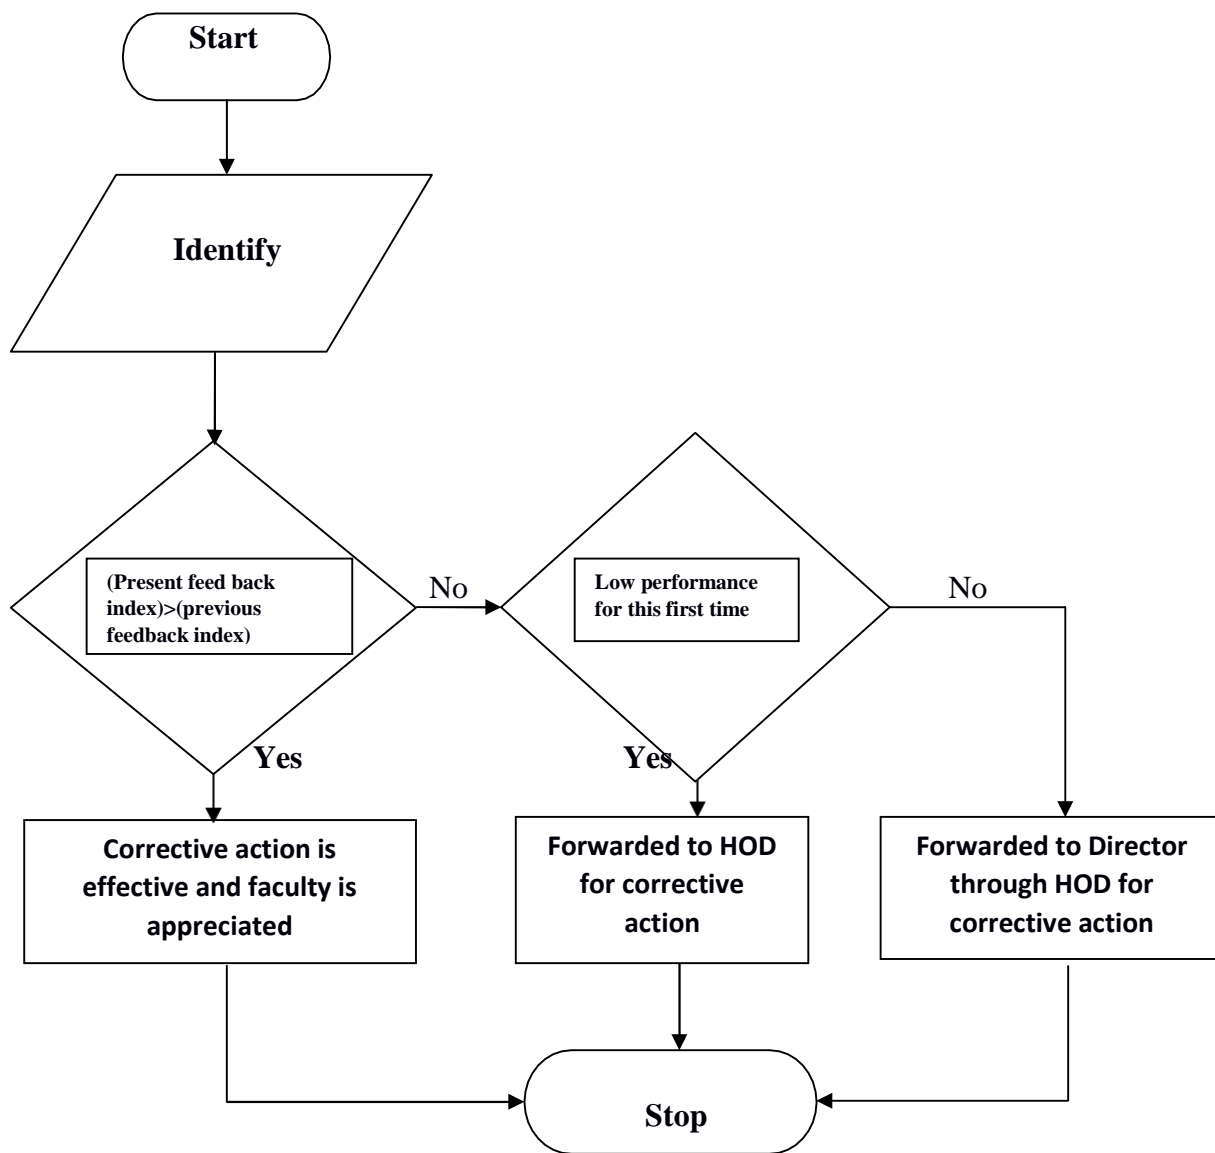 Start
Identify
(Present feed back
index)>(previous
feedback index)
No
Low performance
for this first time
No
Yes
Yes
Corrective action is
effective and faculty is
appreciated
Forwarded to HOD
for corrective
action
Forwarded to Director
through HOD for
corrective action
Stop